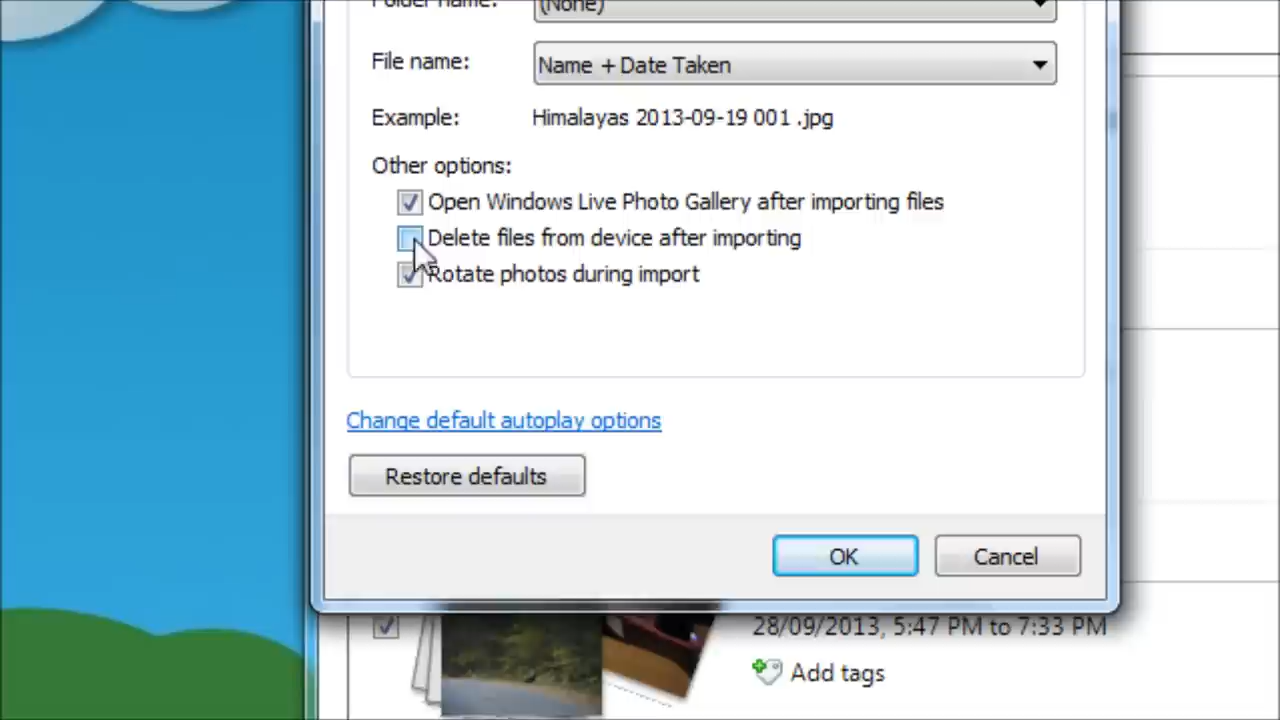 Folder name:
(None)
File name:
Name + Date Taken
Example:
Himalayas 2013-09-19 001 .jpg
Other options:
Open Windows Live Photo Gallery after importing files
Delete files from device after importing
Rotate photos during import
Change default autoplay options
Restore defaults
OK
Cancel
28/09/2013, 5:47 PM to 7:33 PM
Add tags